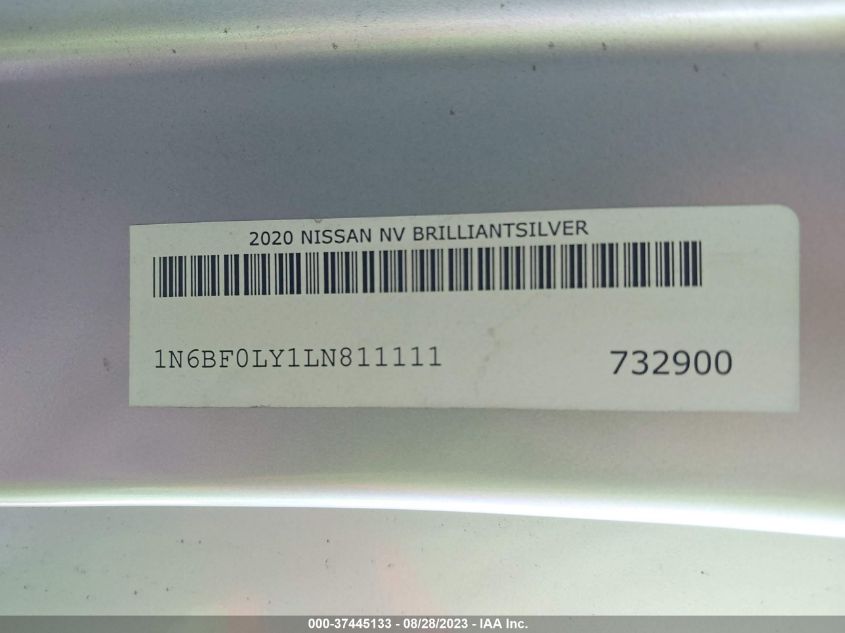 2020 NISSAN NV BRILLIANTSILVER
1N6BF0LY1LN811111 732900
000-37445133 - 08/28/2023 - IAA Inc.